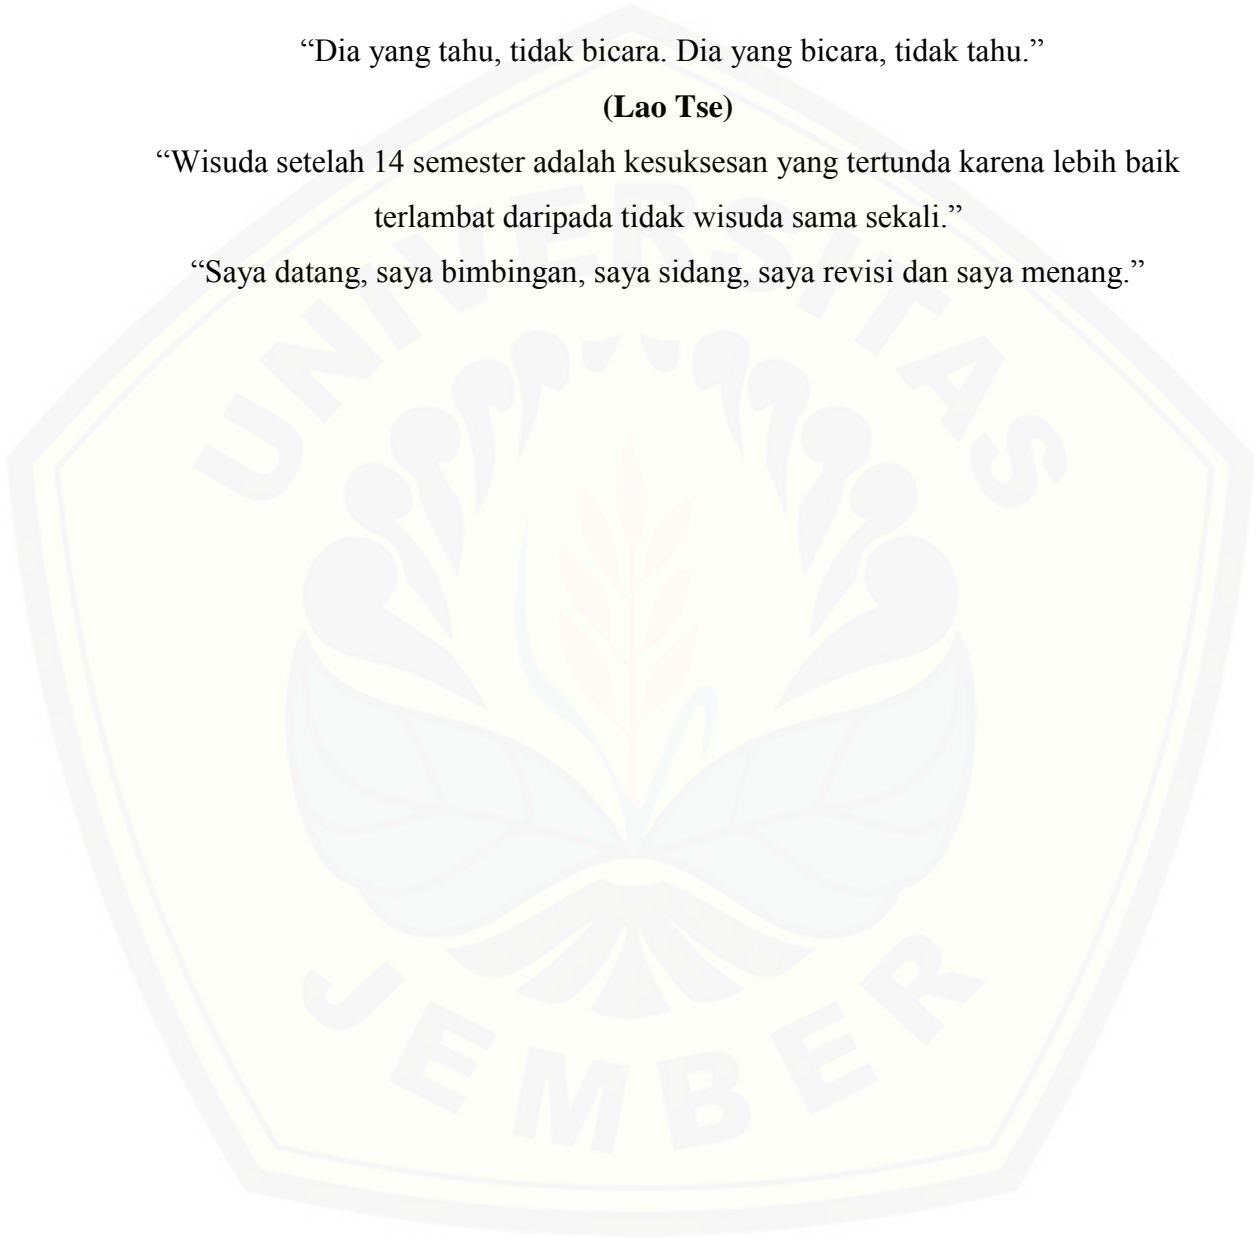 “Dia yang tahu, tidak bicara. Dia yang bicara, tidak tahu.”
(Lao Tse)
“Wisuda setelah 14 semester adalah kesuksesan yang tertunda karena lebih baik
terlambat daripada tidak wisuda sama sekali.”
“Saya datang, saya bimbingan, saya sidang, saya revisi dan saya menang.”
UNIVERSITAS
JEMBER